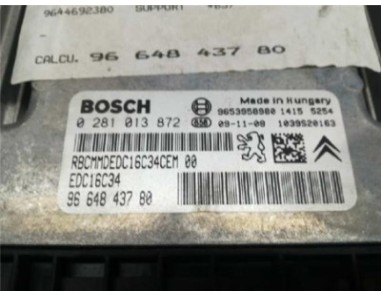 9644692380 SUPPORT
CALCU. 96 648 437 80
BOSCH
Made in Hungary
0 281 013 872
9653958980 1415 5254
09-11-08 1039S20163
RBCMMDEDC16C34CEM 00
EDC16C34
96 648 437 80